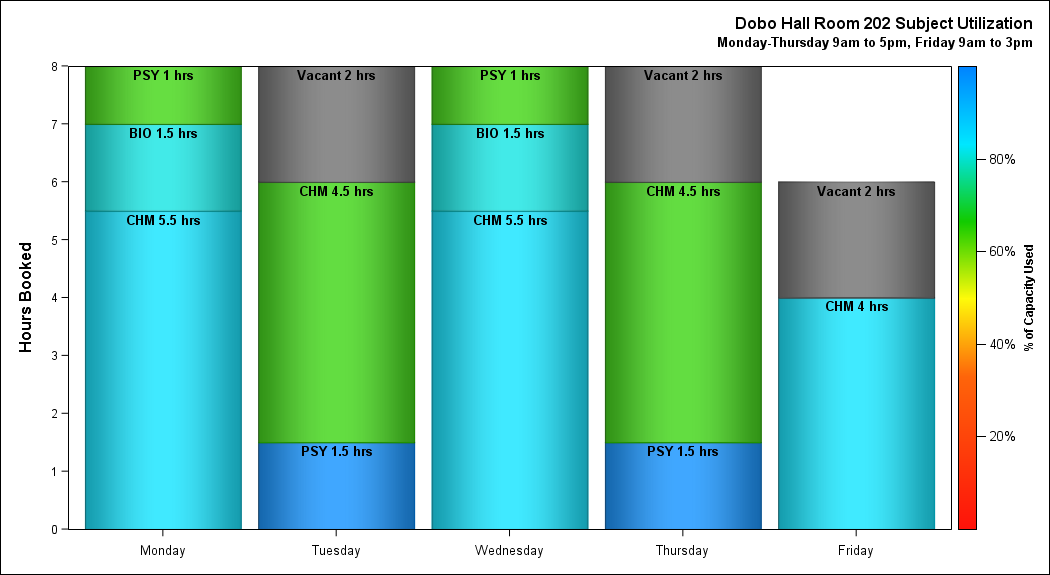 Dobo Hall Room 202 Subject Utilization
Monday-Thursday 9am to 5pm, Friday 9am to 3pm
Hours Booked
8
7
6
5
4
3
2
1
0
PSY 1 hrs
BIO 1.5 hrs
CHM 5.5 hrs
Vacant 2 hrs
CHM 4.5 hrs
PSY 1.5 hrs
PSY 1 hrs
BIO 1.5 hrs
CHM 5.5 hrs
Vacant 2 hrs
CHM 4.5 hrs
PSY 1.5 hrs
Vacant 2 hrs
CHM 4 hrs
Monday
Tuesday
Wednesday
Thursday
Friday
80%
60%
40%
20%
% of Capacity Used